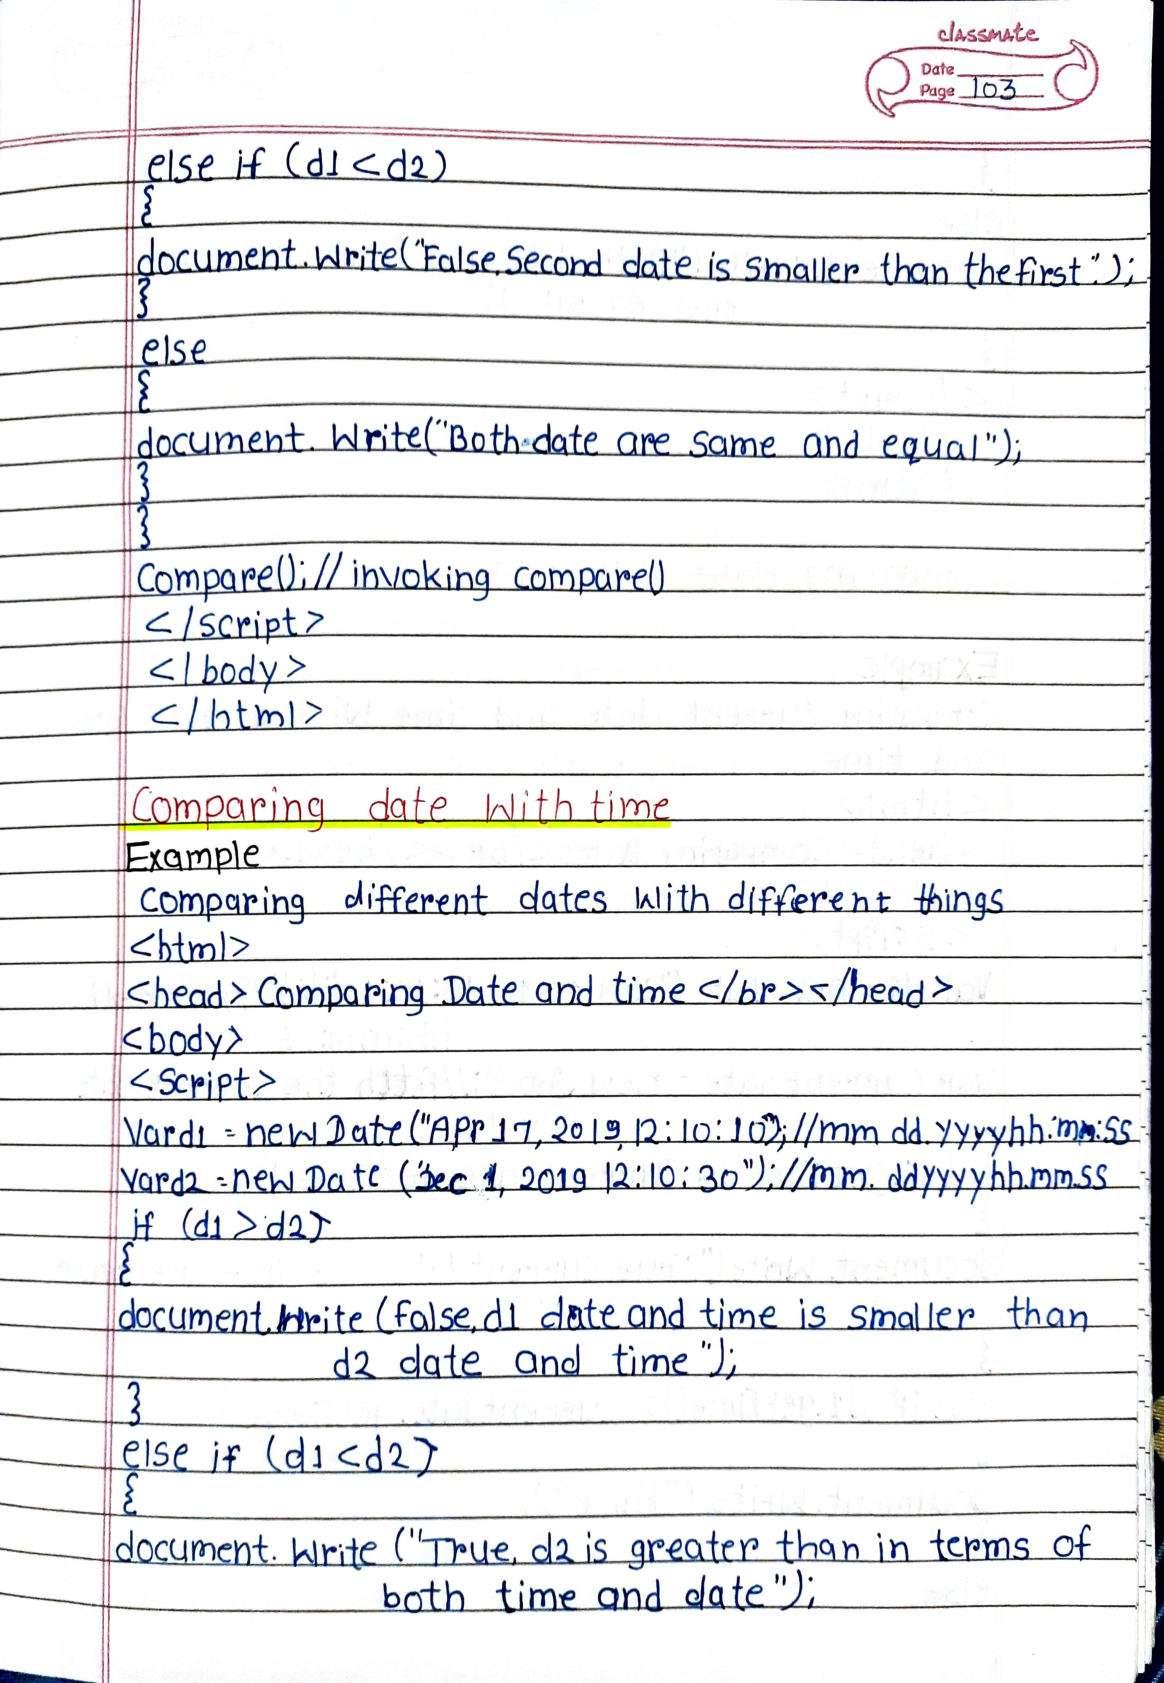 classmate
Date
Page 103
else if (d1<d2)
{
document.Write("False, Second date is smaller than the first");
}
else
{
document.Write("Both date are same and equal");
}
}
Compare(); // invoking compare()
</script>
</body>
</html>
Comparing date With time
Example
Comparing different dates With different things
<html>
<head> Comparing Date and time </br></head>
<body>
<Script>
Vard1 = new Date("Apr 17, 2019, 12:10:10"); //mm dd. yyyyhh:mm:ss
Vard2 = new Date ("Dec 1, 2019 12:10:30"); //mm. ddyyyyhh.mm.ss
if (d1>d2)
{
document.Write (false, d1 date and time is smaller than
d2 date and time");
}
else if (d1<d2)
{
document.Write ("True, d2 is greater than in terms of
both time and date");